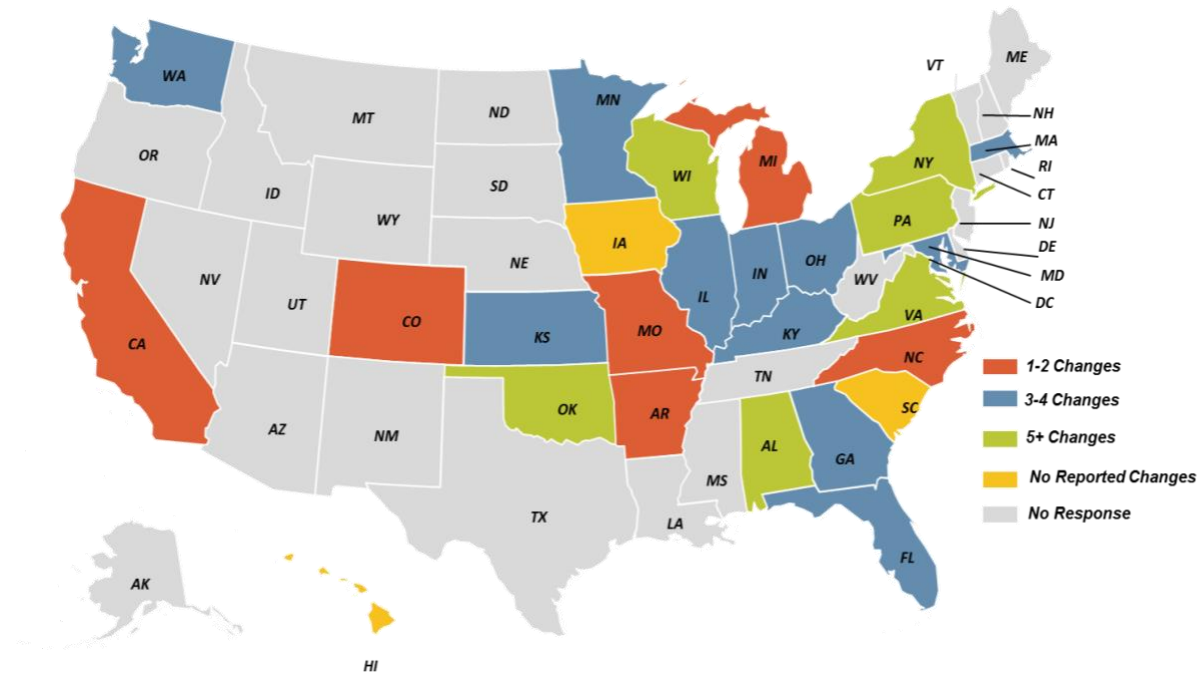 WA
MT
ND
MN
VT
ME
NH
MA
RI
CT
NJ
DE
MD
DC
OR
ID
WY
SD
WI
MI
NY
PA
NE
IA
NV
UT
CO
KS
MO
IL
IN
OH
WV
KY
VA
CA
AZ
NM
OK
AR
TN
NC
SC
MS
AL
GA
TX
LA
FL
AK
HI
1-2 Changes
3-4 Changes
5+ Changes
No Reported Changes
No Response